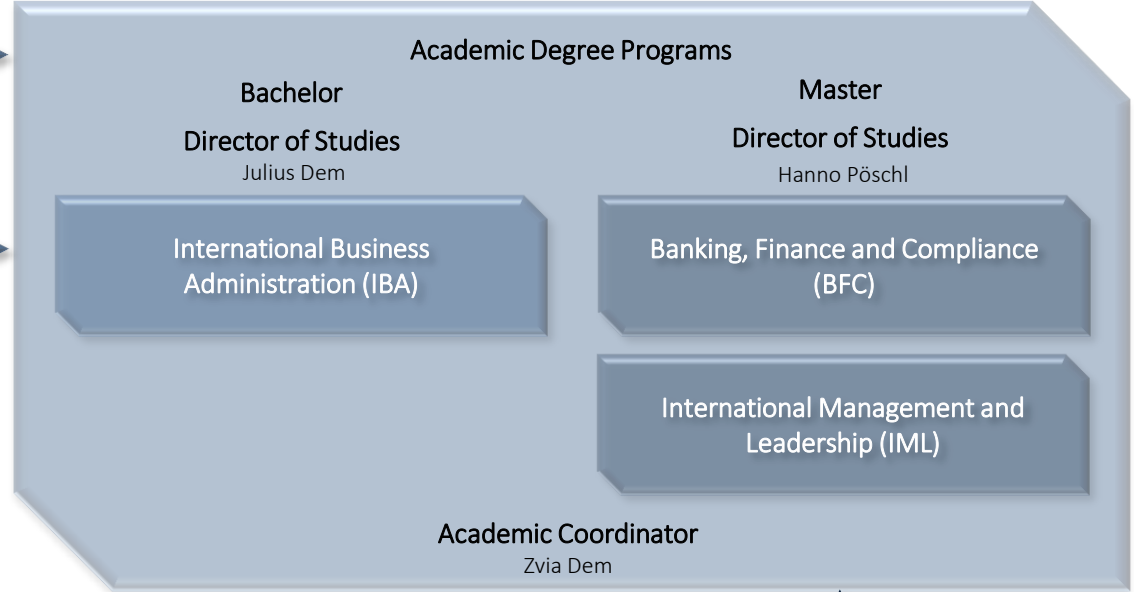 Academic Degree Programs
Bachelor
Director of Studies
Julius Dem
International Business
Administration (IBA)
Master
Director of Studies
Hanno Pöschl
Banking, Finance and Compliance
(BFC)
International Management and
Leadership (IML)
Academic Coordinator
Zvia Dem